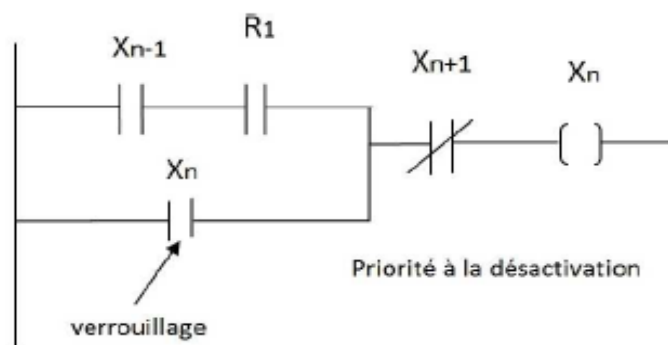 Xn-1
R1
Xn+1
Xn
Xn
Priorité à la désactivation
verrouillage